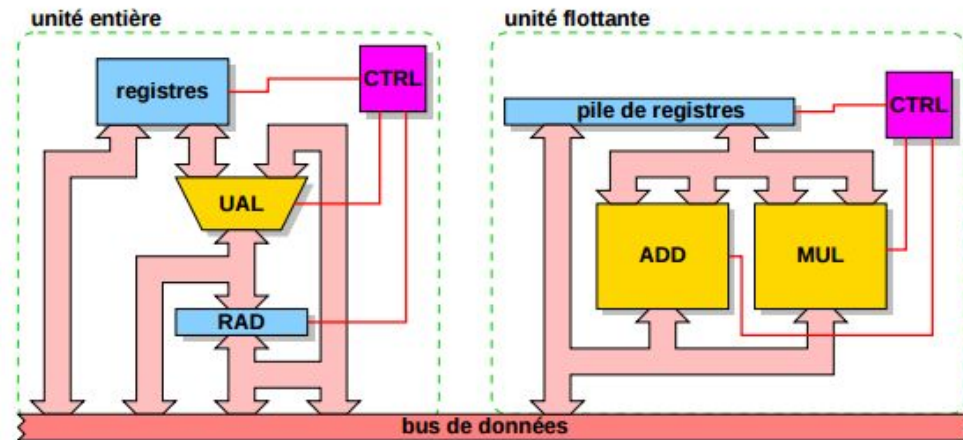 unité entière
registres
CTRL
UAL
RAD
unité flottante
pile de registres
CTRL
ADD
MUL
bus de données